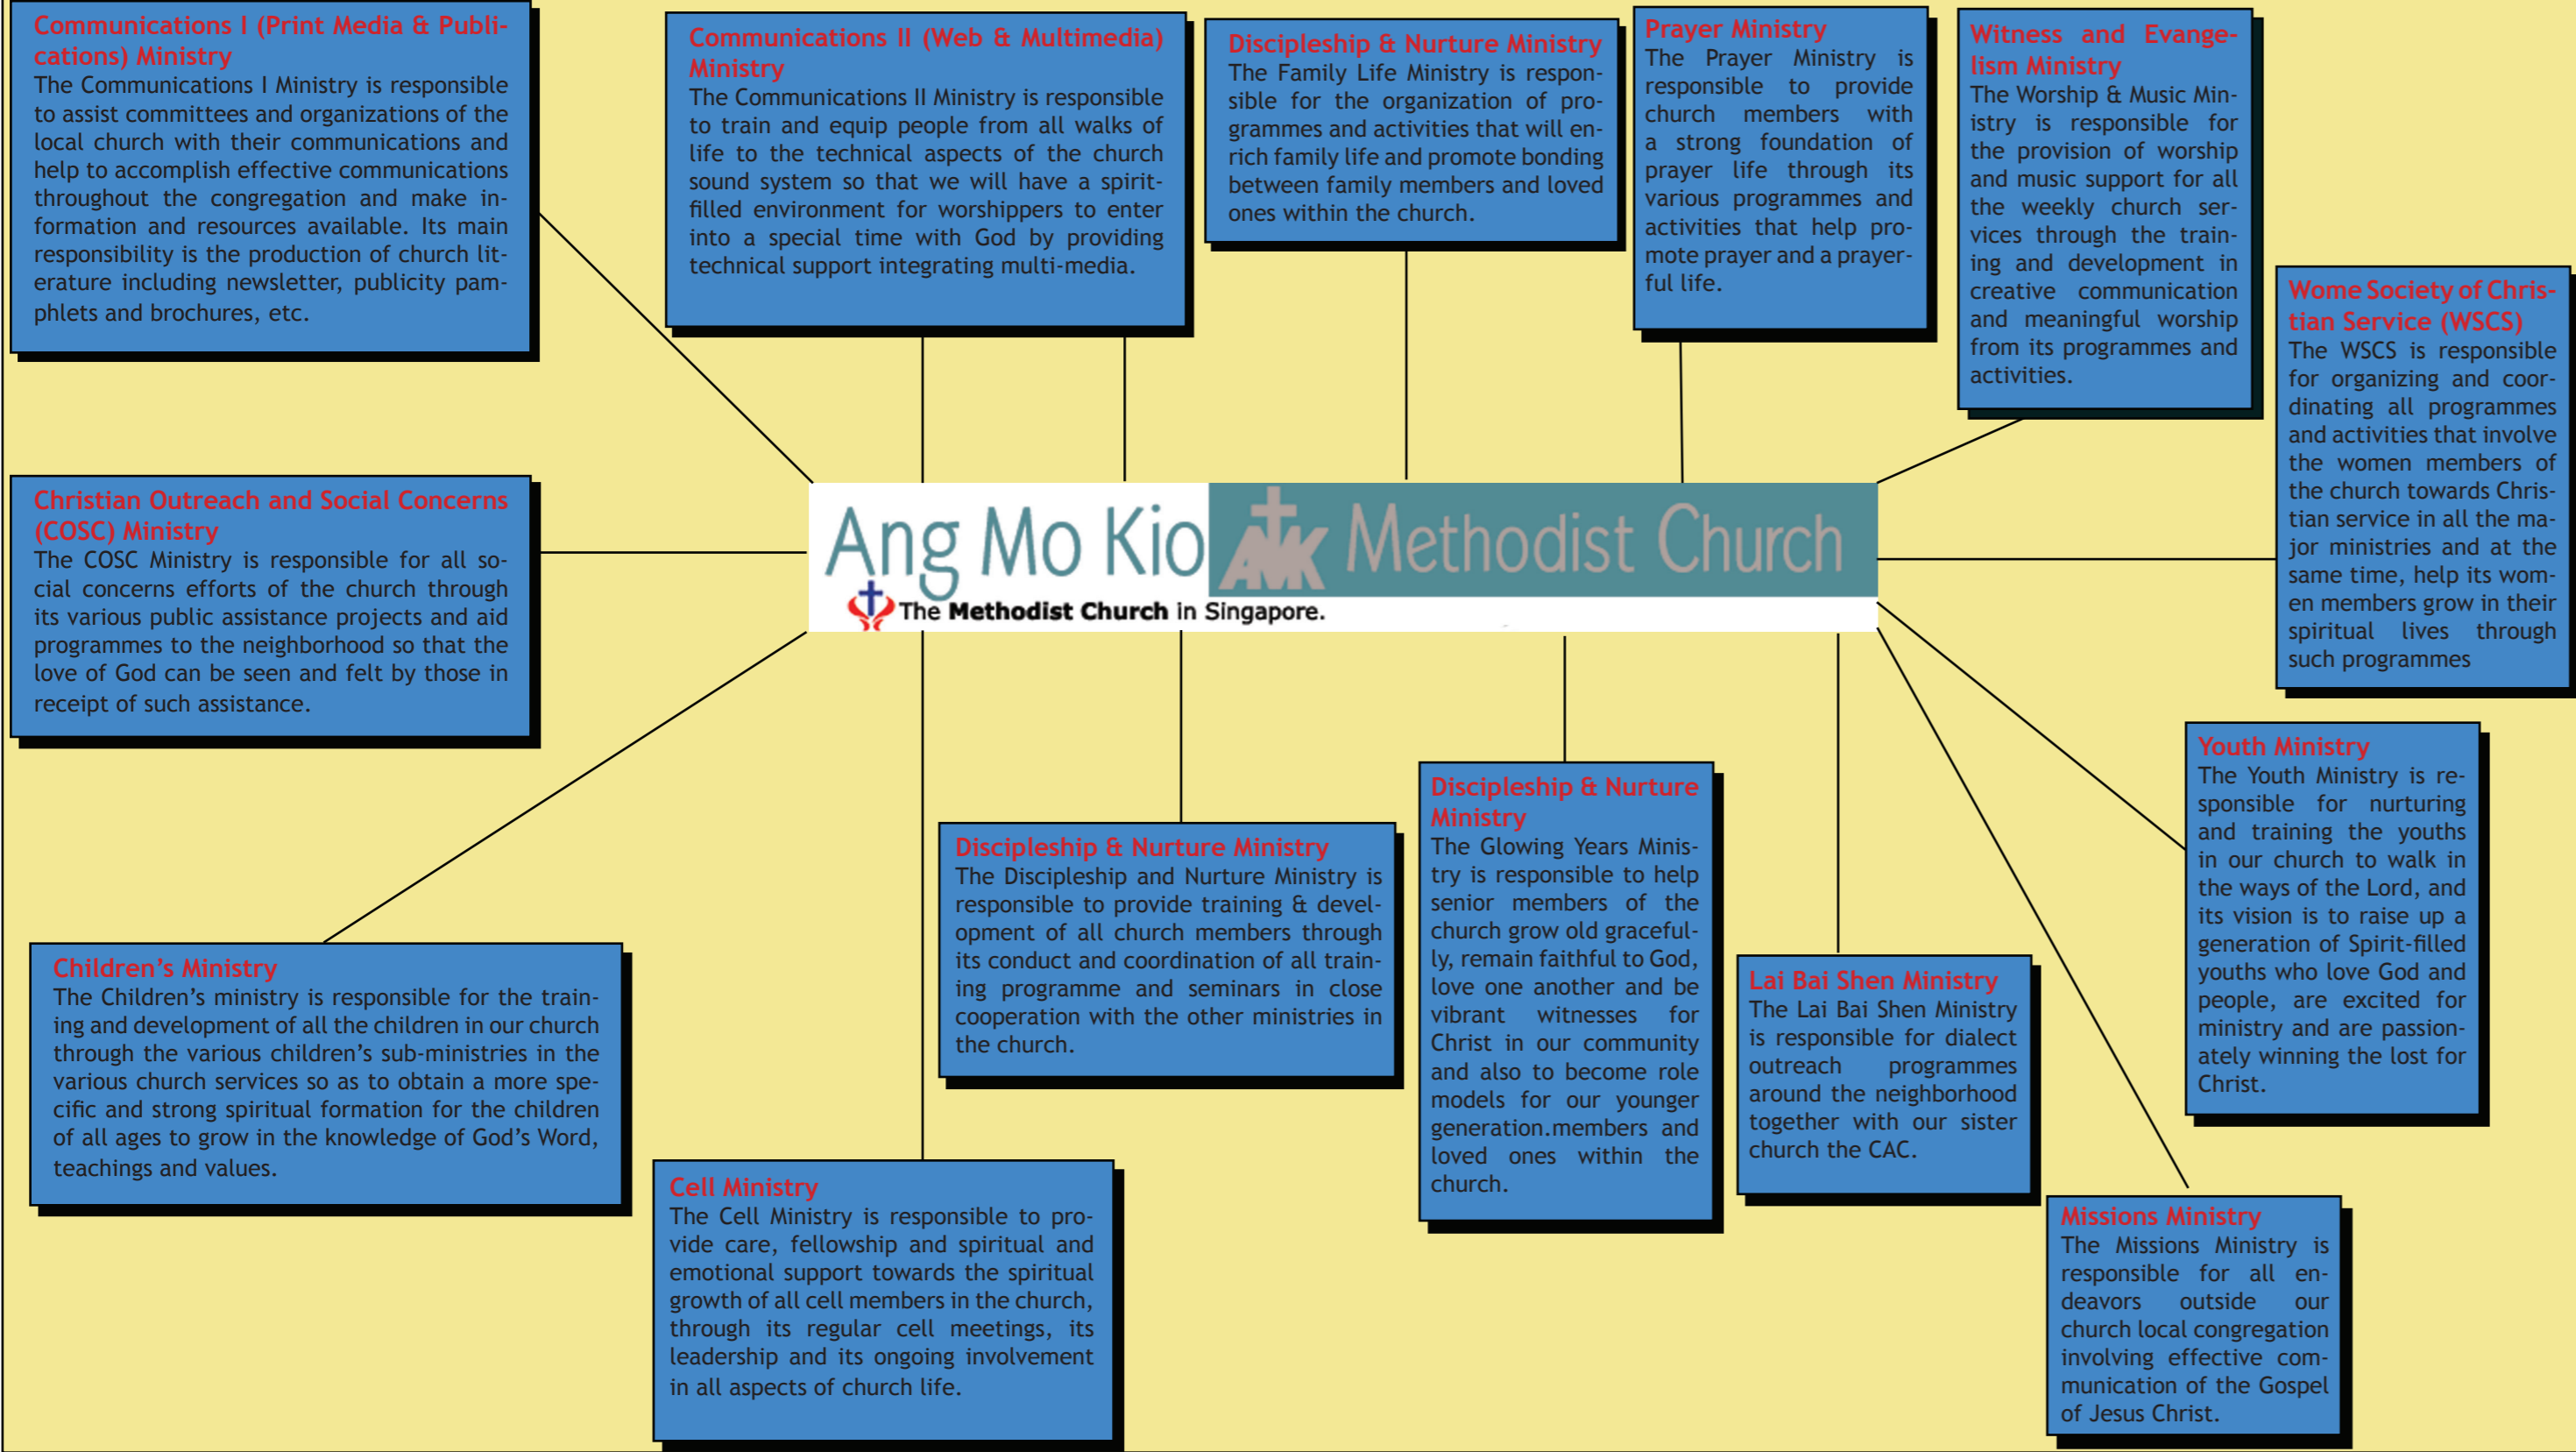 Communications I (Print Media & Publi-
cations) Ministry
The Communications I Ministry is responsible
to assist committees and organizations of the
local church with their communications and
help to accomplish effective communications
throughout the congregation and make in-
formation and resources available. Its main
responsibility is the production of church lit-
erature including newsletter, publicity pam-
phlets and brochures, etc.
Communications II (Web & Multimedia)
Ministry
The Communications II Ministry is responsible
to train and equip people from all walks of
life to the technical aspects of the church
sound system so that we will have a spirit-
filled environment for worshippers to enter
into a special time with God by providing
technical support integrating multi-media.
Discipleship & Nurture Ministry
The Family Life Ministry is respon-
sible for the organization of pro-
grammes and activities that will en-
rich family life and promote bonding
between family members and loved
ones within the church.
Prayer Ministry
The Prayer Ministry is
responsible to provide
church members with
a strong foundation of
prayer life through its
various programmes and
activities that help pro-
mote prayer and a prayer-
ful life.
Witness and Evange-
lism Ministry
The Worship & Music Min-
istry is responsible for
the provision of worship
and music support for all
the weekly church ser-
vices through the train-
ing and development in
creative communication
and meaningful worship
from its programmes and
activities.
Wome Society of Chris-
tian Service (WSCS)
The WSCS is responsible
for organizing and coor-
dinating all programmes
and activities that involve
the women members of
the church towards Chris-
tian service in all the ma-
jor ministries and at the
same time, help its wom-
en members grow in their
spiritual lives through
such programmes
Christian Outreach and Social Concerns
(COSC) Ministry
The COSC Ministry is responsible for all so-
cial concerns efforts of the church through
its various public assistance projects and aid
programmes to the neighborhood so that the
love of God can be seen and felt by those in
receipt of such assistance.
Ang Mo Kio AMK Methodist Church
The Methodist Church in Singapore.
Youth Ministry
The Youth Ministry is re-
sponsible for nurturing
and training the youths
in our church to walk in
the ways of the Lord, and
its vision is to raise up a
generation of Spirit-filled
youths who love God and
people, are excited for
ministry and are passion-
ately winning the lost for
Christ.
Discipleship & Nurture
Ministry
The Glowing Years Minis-
try is responsible to help
senior members of the
church grow old graceful-
ly, remain faithful to God,
love one another and be
vibrant witnesses for
Christ in our community
and also to become role
models for our younger
generation.members and
loved ones within the
church.
Discipleship & Nurture Ministry
The Discipleship and Nurture Ministry is
responsible to provide training & devel-
opment of all church members through
its conduct and coordination of all train-
ing programme and seminars in close
cooperation with the other ministries in
the church.
Children's Ministry
The Children's ministry is responsible for the train-
ing and development of all the children in our church
through the various children's sub-ministries in the
various church services so as to obtain a more spe-
cific and strong spiritual formation for the children
of all ages to grow in the knowledge of God's Word,
teachings and values.
Lai Bai Shen Ministry
The Lai Bai Shen Ministry
is responsible for dialect
outreach programmes
around the neighborhood
together with our sister
church the CAC.
Cell Ministry
The Cell Ministry is responsible to pro-
vide care, fellowship and spiritual and
emotional support towards the spiritual
growth of all cell members in the church,
through its regular cell meetings, its
leadership and its ongoing involvement
in all aspects of church life.
Missions Ministry
The Missions Ministry is
responsible for all en-
deavors outside our
church local congregation
involving effective com-
munication of the Gospel
of Jesus Christ.